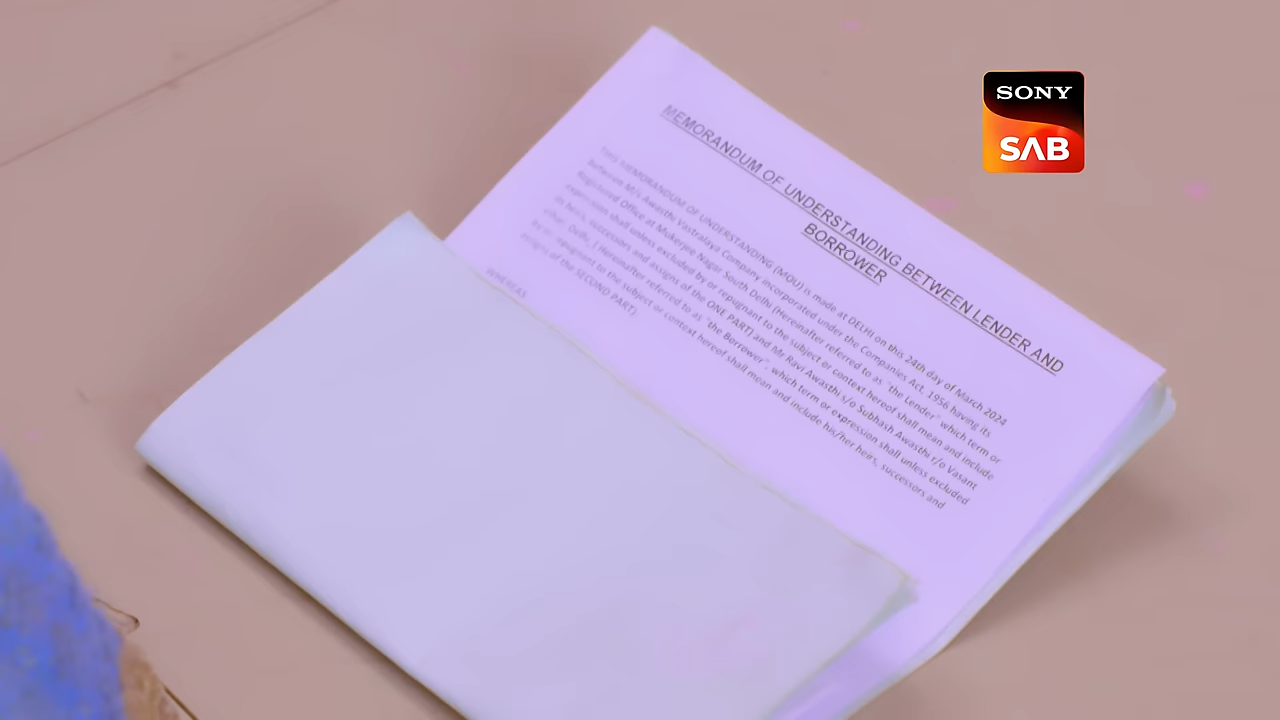 SONY
SAB
MEMORANDUM OF UNDERSTANDING BETWEEN LENDER AND
BORROWER
THIS MEMORANDUM OF UNDERSTANDING (MOU) is made at DELHI on this 24th day of March 2024
Between M/s Awasthi Vastralaya Company incorporated under the Companies Act, 1956 having its
Registered Office at Mukerjee Nagar South Delhi (Hereinafter referred to as "the Lender" which term or
expression shall unless excluded by or repugnant to the subject or context hereof shall mean and include
its heirs, successors and assigns of the ONE PART) and Mr Ravi Awasthi s/o Subhash Awasthi r/o Vasant
Delhi, ( Hereinafter referred to as "the Borrower", which term or expression shall unless excluded
by or repugnant to the subject or context hereof shall mean and include his/her heirs, successors and
assigns of the SECOND PART).
WHEREAS